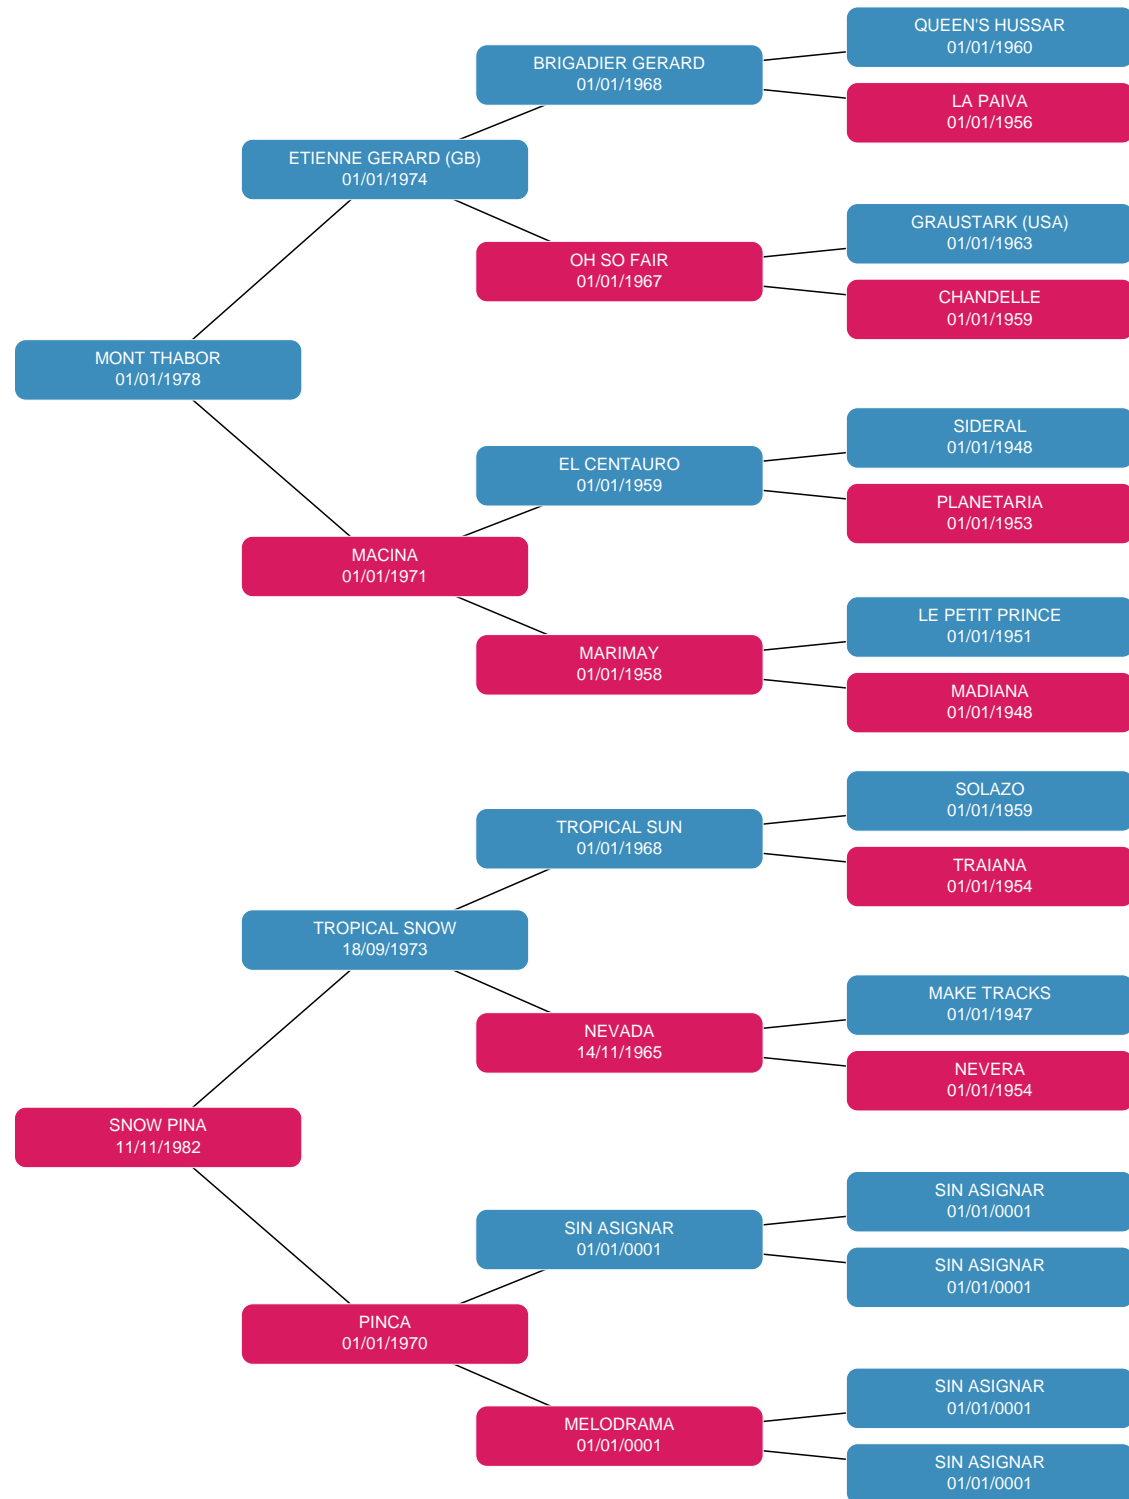 QUEEN'S HUSSAR
01/01/1960
BRIGADIER GERARD
01/01/1968
LA PAIVA
01/01/1956
ETIENNE GERARD (GB)
01/01/1974
GRAUSTARK (USA)
01/01/1963
OH SO FAIR
01/01/1967
CHANDELLE
01/01/1959
MONT THABOR
01/01/1978
SIDERAL
01/01/1948
EL CENTAURO
01/01/1959
PLANETARIA
01/01/1953
MACINA
01/01/1971
LE PETIT PRINCE
01/01/1951
MARIMAY
01/01/1958
MADIANA
01/01/1948
SOLAZO
01/01/1959
TROPICAL SUN
01/01/1968
TRAIANA
01/01/1954
TROPICAL SNOW
18/09/1973
MAKE TRACKS
01/01/1947
NEVADA
14/11/1965
NEVERA
01/01/1954
SNOW PINA
11/11/1982
SIN ASIGNAR
01/01/0001
SIN ASIGNAR
01/01/0001
SIN ASIGNAR
01/01/0001
PINCA
01/01/1970
SIN ASIGNAR
01/01/0001
MELODRAMA
01/01/0001
SIN ASIGNAR
01/01/0001